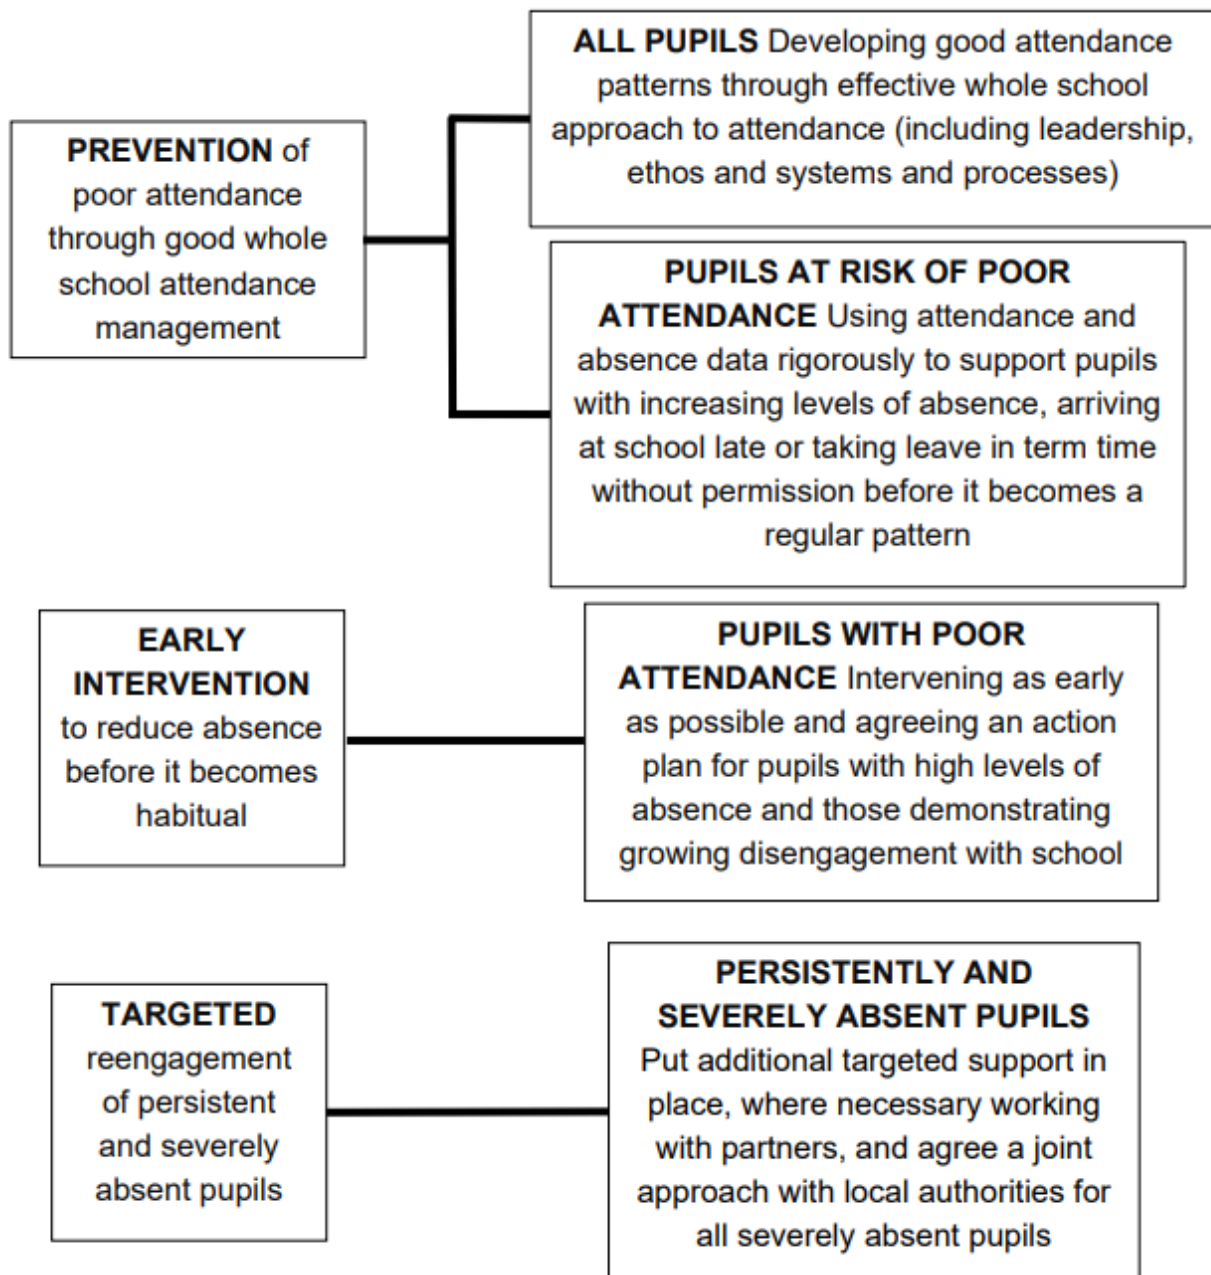 PREVENTION of
poor attendance
through good whole
school attendance
management
ALL PUPILS Developing good attendance
patterns through effective whole school
approach to attendance (including leadership,
ethos and systems and processes)
PUPILS AT RISK OF POOR
ATTENDANCE Using attendance and
absence data rigorously to support pupils
with increasing levels of absence, arriving
at school late or taking leave in term time
without permission before it becomes a
regular pattern
EARLY
INTERVENTION
to reduce absence
before it becomes
habitual
PUPILS WITH POOR
ATTENDANCE Intervening as early
as possible and agreeing an action
plan for pupils with high levels of
absence and those demonstrating
growing disengagement with school
TARGETED
reengagement
of persistent
and severely
absent pupils
PERSISTENTLY AND
SEVERELY ABSENT PUPILS
Put additional targeted support in
place, where necessary working
with partners, and agree a joint
approach with local authorities for
all severely absent pupils